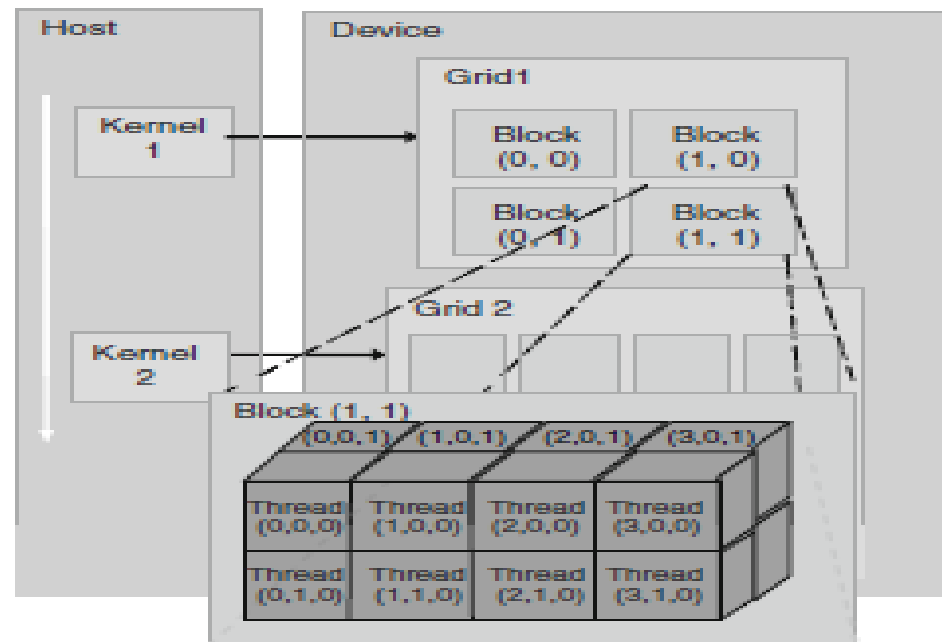 Host
Device
Grid1
Kernel
1
Block
(0, 0)
Block
(1, 0)
Block
(0, 1)
Block
(1, 1)
Grid 2
Kernel
2
Block (1, 1)
(0,0,1) (1,0,1) (2,0,1) (3,0,1)
Thread
(0,0,0)
Thread
(1,0,0)
Thread
(2,0,0)
Thread
(3,0,0)
Thread
(0,1,0)
Thread
(1,1,0)
Thread
(2,1,0)
Thread
(3,1,0)